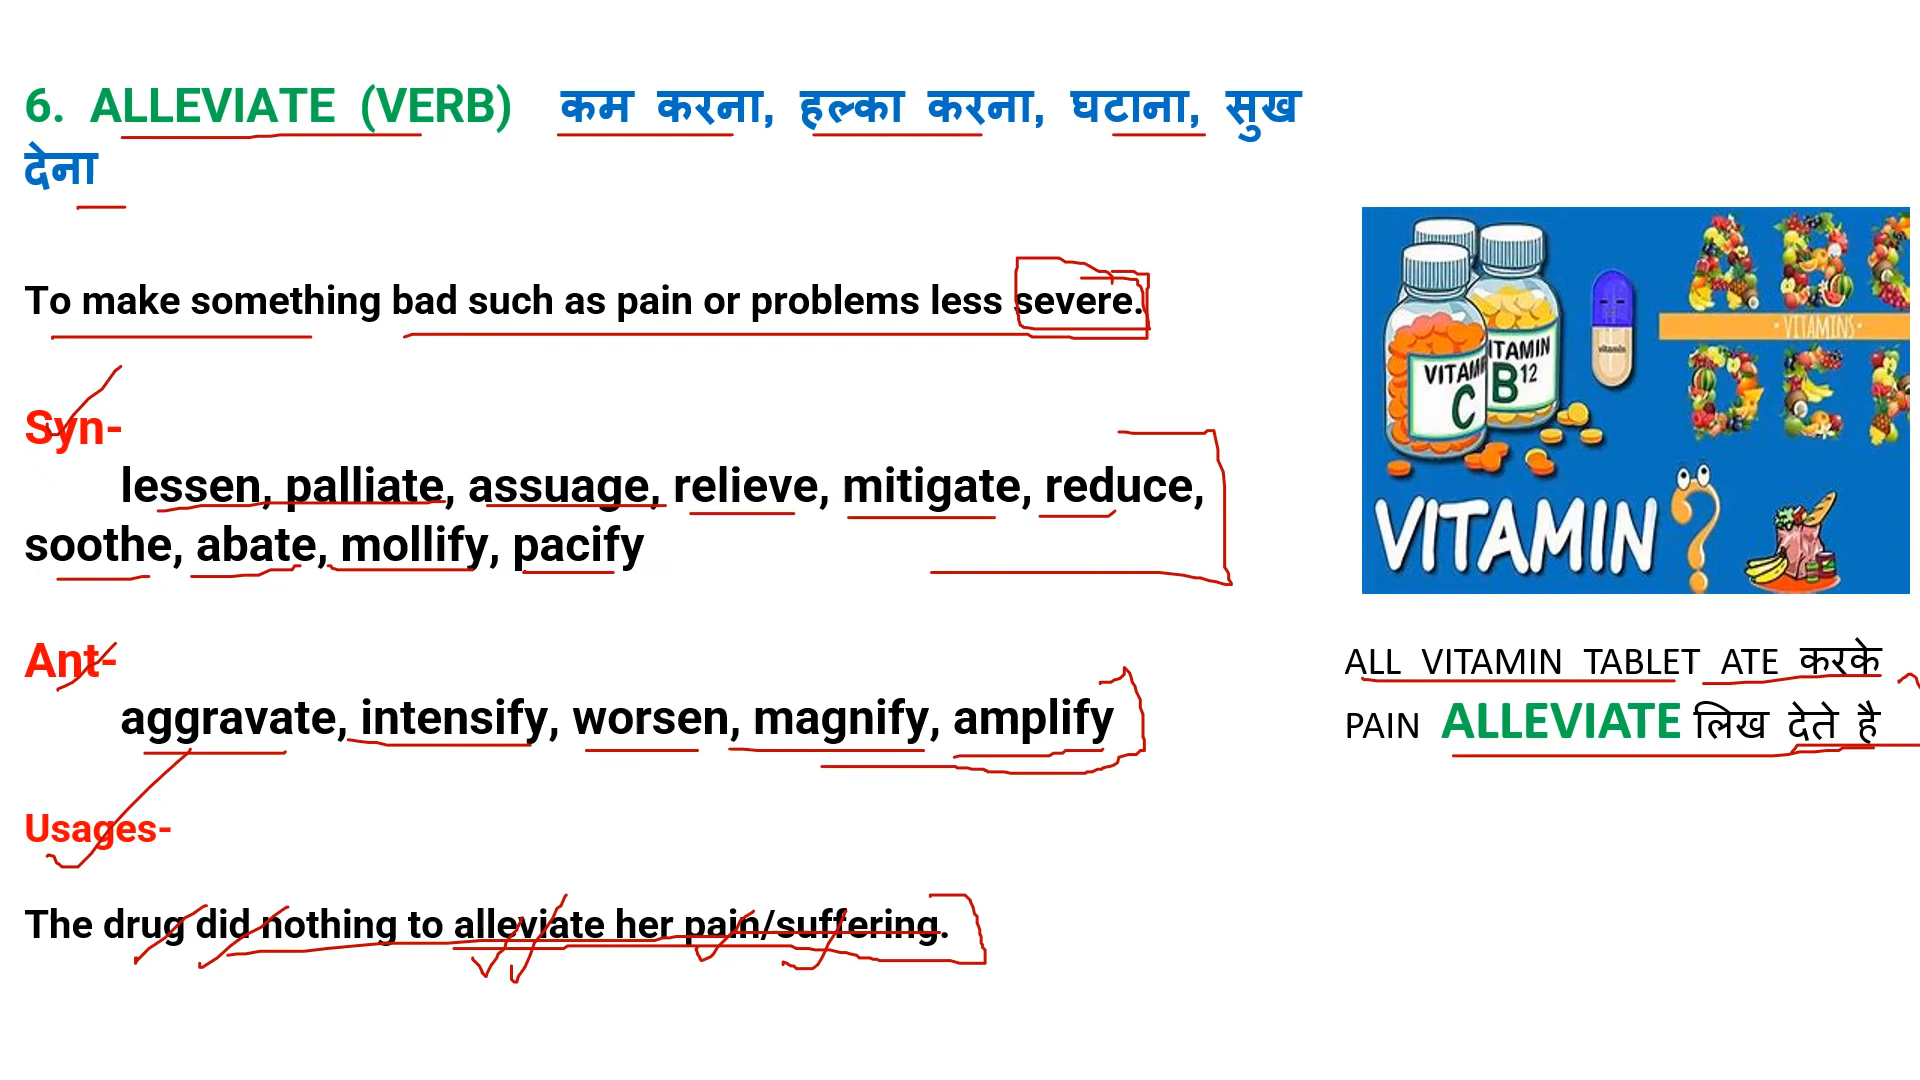 6. ALLEVIATE (VERB) कम करना, हल्का करना, घटाना, सुख
देना
To make something bad such as pain or problems less severe.
Syn-
lessen, palliate, assuage, relieve, mitigate, reduce,
soothe, abate, mollify, pacify
Ant-
aggravate, intensify, worsen, magnify, amplify
Usages-
The drug did nothing to alleviate her pain/suffering.
VITAMIN
B12
VITAM
C
vitamin
A B
• VITAMINS •
D E
VITAMIN ?
ALL VITAMIN TABLET ATE करके
PAIN ALLEVIATE लिख देते है